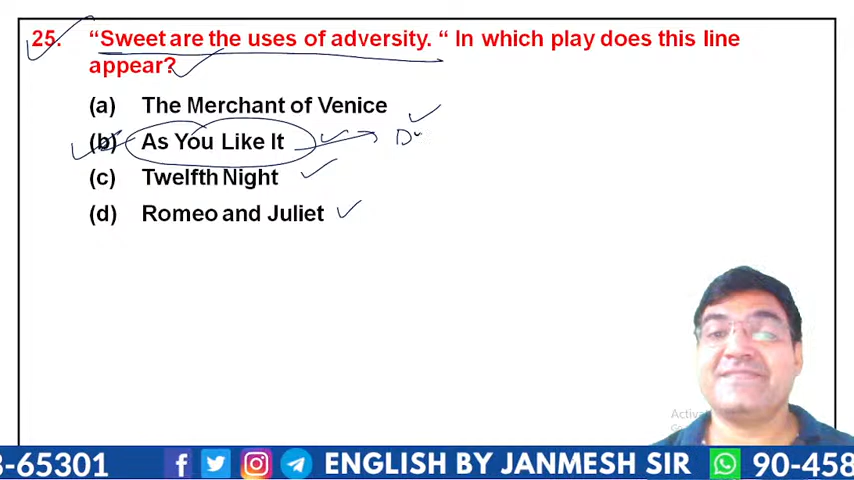 25. “Sweet are the uses of adversity. “ In which play does this line
appear?
(a) The Merchant of Venice
(b) As You Like It
(c) Twelfth Night
(d) Romeo and Juliet
3-65301 ENGLISH BY JANMESH SIR 90-458